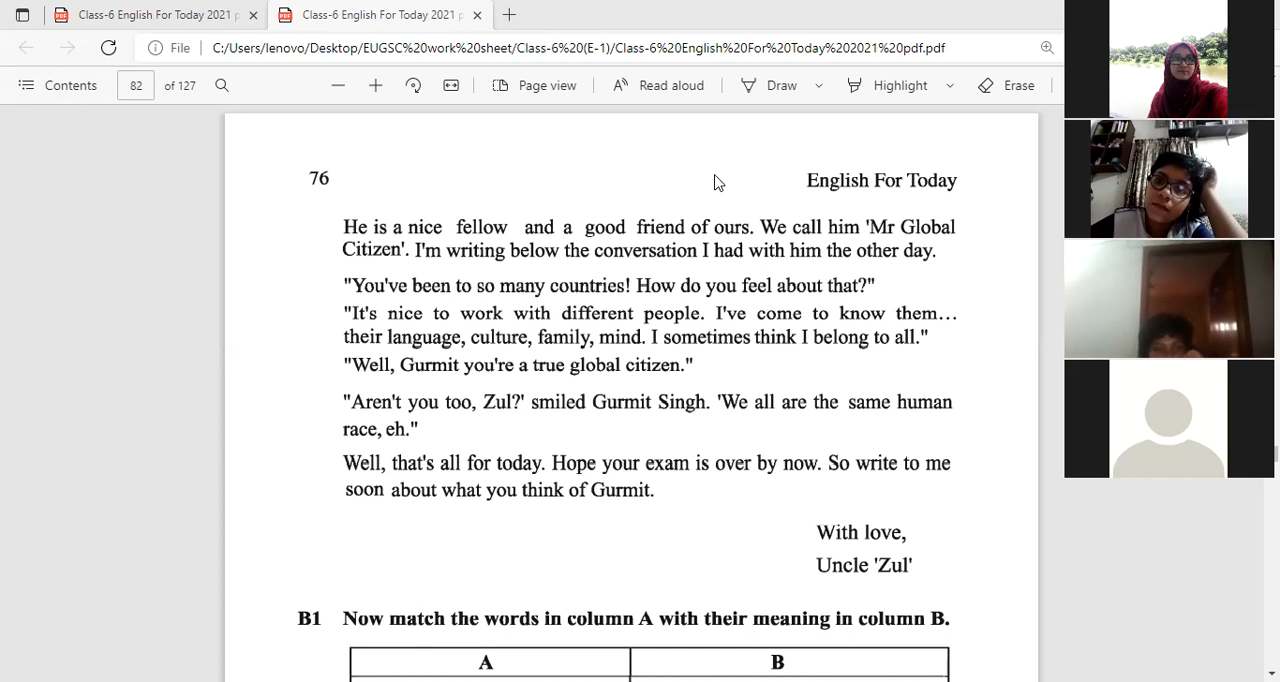 Class-6 English For Today 2021 p
Class-6 English For Today 2021 p
File
C:/Users/lenovo/Desktop/EUGSC%20work%20sheet/Class-6%20(E-1)/Class-6%20English%20For%20Today%202021%20pdf.pdf
Contents
82 of 127
Page view
Read aloud
Draw
Highlight
Erase
76
English For Today
He is a nice fellow and a good friend of ours. We call him 'Mr Global
Citizen'. I'm writing below the conversation I had with him the other day.
"You've been to so many countries! How do you feel about that?"
"It's nice to work with different people. I've come to know them…
their language, culture, family, mind. I sometimes think I belong to all."
"Well, Gurmit you're a true global citizen."
"Aren't you too, Zul?' smiled Gurmit Singh. 'We all are the same human
race, eh."
Well, that's all for today. Hope your exam is over by now. So write to me
soon about what you think of Gurmit.
With love,
Uncle 'Zul'
B1 Now match the words in column A with their meaning in column B.
A
B